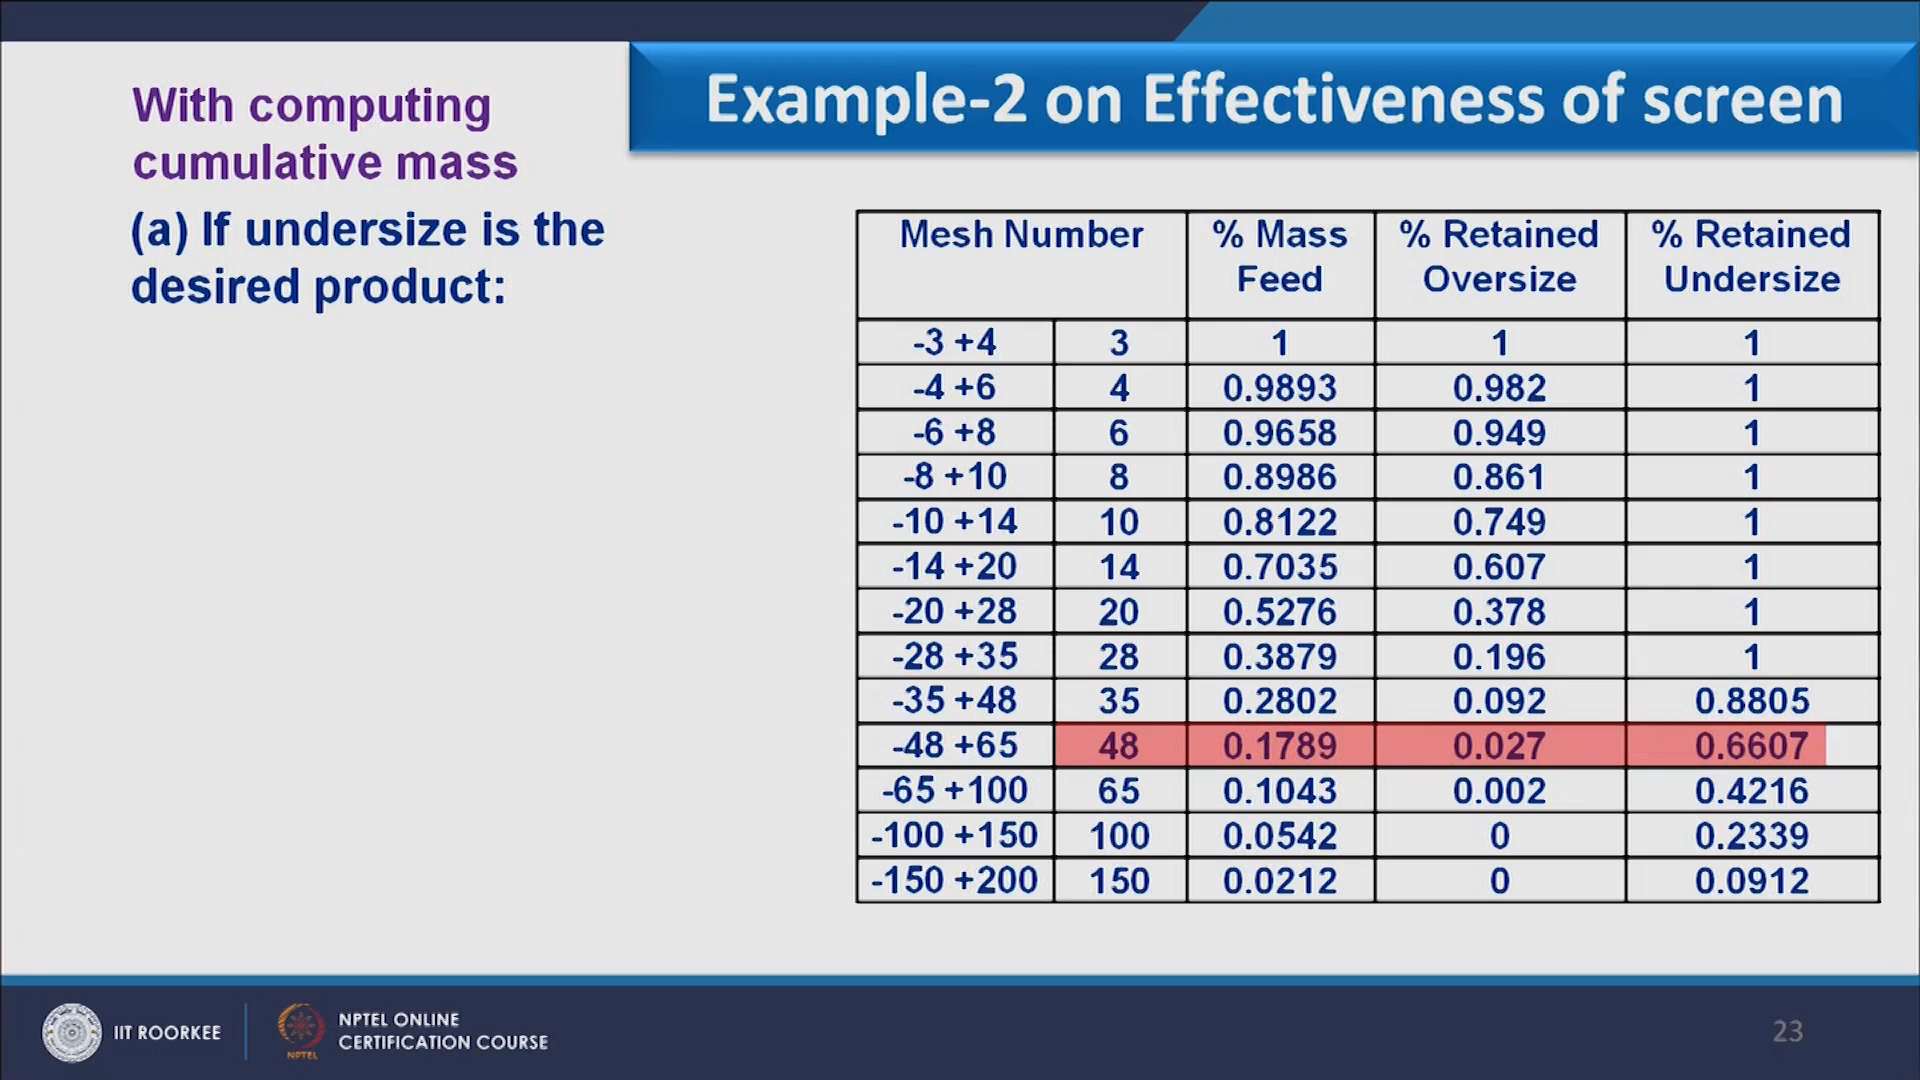 Example-2 on Effectiveness of screen
With computing
cumulative mass
(a) If undersize is the
desired product:
Mesh Number % Mass Feed % Retained Oversize % Retained Undersize
-3 +4 3 1 1 1
-4 +6 4 0.9893 0.982 1
-6 +8 6 0.9658 0.949 1
-8 +10 8 0.8986 0.861 1
-10 +14 10 0.8122 0.749 1
-14 +20 14 0.7035 0.607 1
-20 +28 20 0.5276 0.378 1
-28 +35 28 0.3879 0.196 1
-35 +48 35 0.2802 0.092 0.8805
-48 +65 48 0.1789 0.027 0.6607
-65 +100 65 0.1043 0.002 0.4216
-100 +150 100 0.0542 0 0.2339
-150 +200 150 0.0212 0 0.0912
IIT ROORKEE
NPTEL
NPTEL ONLINE
CERTIFICATION COURSE
23